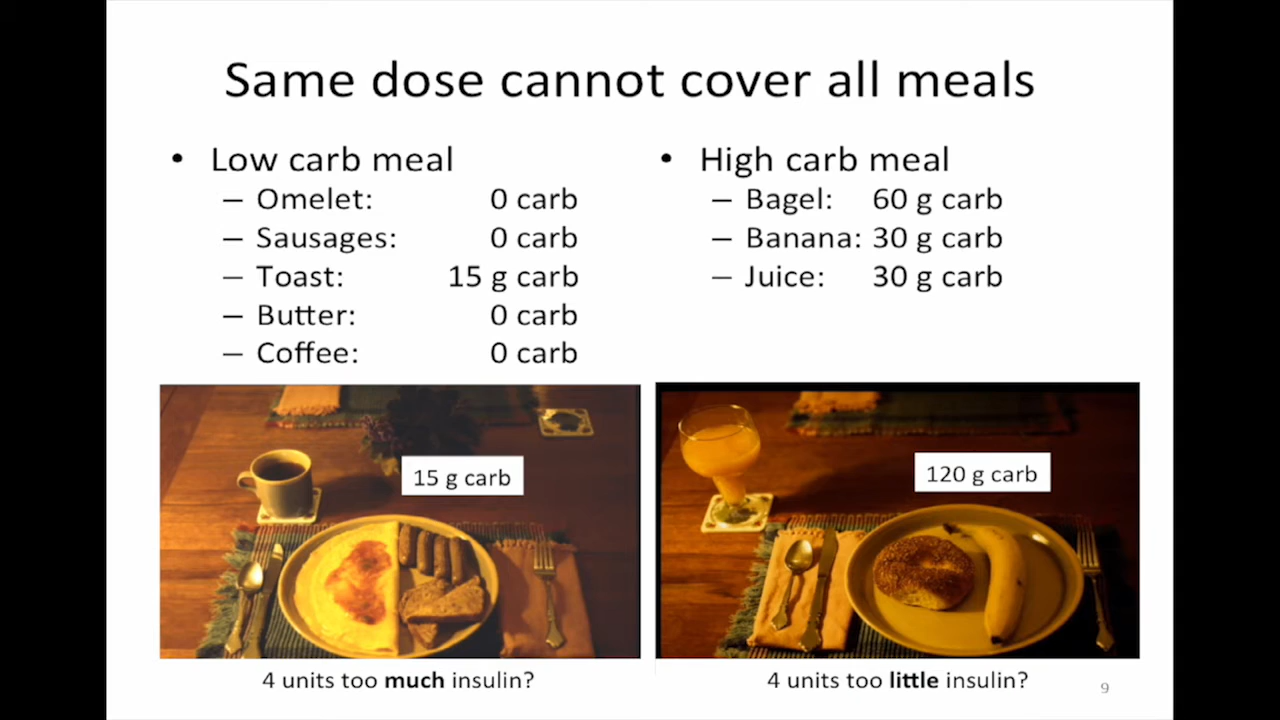 Same dose cannot cover all meals
• Low carb meal
– Omelet: 0 carb
– Sausages: 0 carb
– Toast: 15 g carb
– Butter: 0 carb
– Coffee: 0 carb
• High carb meal
– Bagel: 60 g carb
– Banana: 30 g carb
– Juice: 30 g carb
15 g carb
120 g carb
4 units too much insulin?
4 units too little insulin?
9